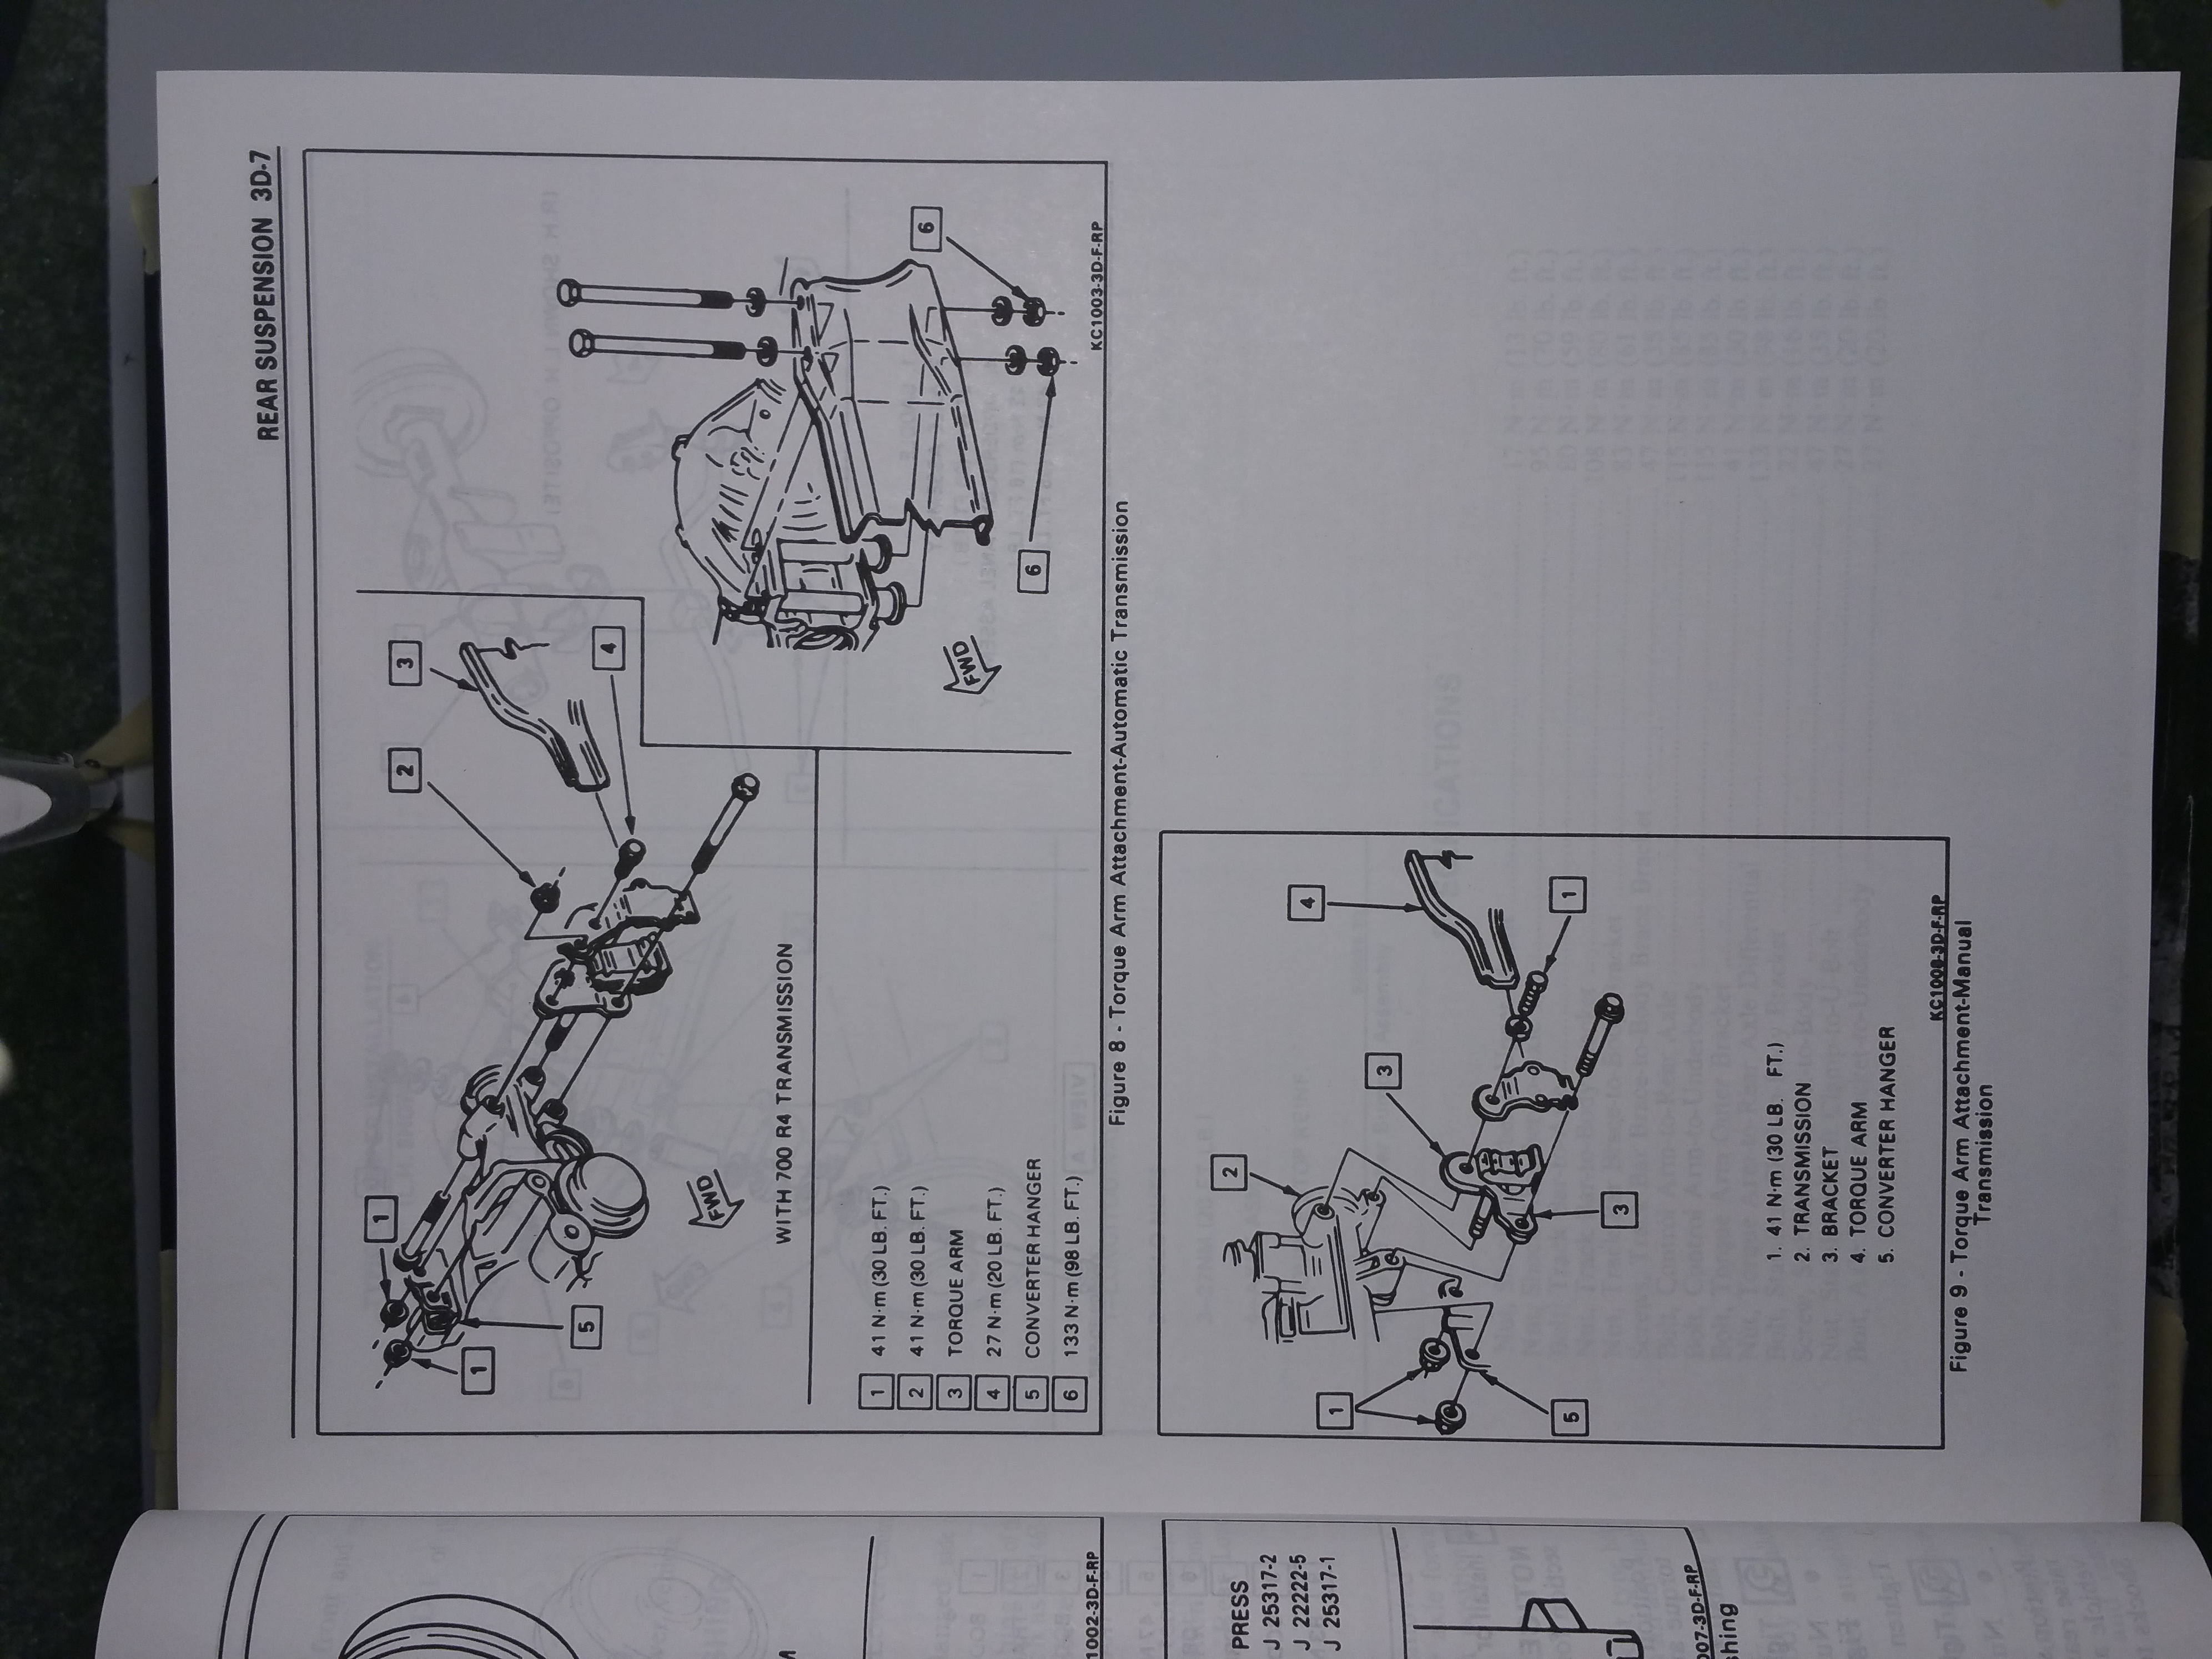 REAR SUSPENSION 3D-7
1
1
5
2
3
4
FWD
WITH 700 R4 TRANSMISSION
6
6
FWD
1 41 N·m (30 LB. FT.)
2 41 N·m (30 LB. FT.)
3 TORQUE ARM
4 27 N·m (20 LB. FT.)
5 CONVERTER HANGER
6 133 N·m (98 LB. FT.)
KC1003-3D-F-RP
Figure 8 - Torque Arm Attachment-Automatic Transmission
2
3
4
1
1
3
5
1. 41 N·m (30 LB. FT.)
2. TRANSMISSION
3. BRACKET
4. TORQUE ARM
5. CONVERTER HANGER
KC1008-3D-F-RP
Figure 9 - Torque Arm Attachment-Manual
Transmission
1002-3D-F-RP
PRESS
J 25317-2
J 22222-5
J 25317-1
007-3D-F-RP
shing